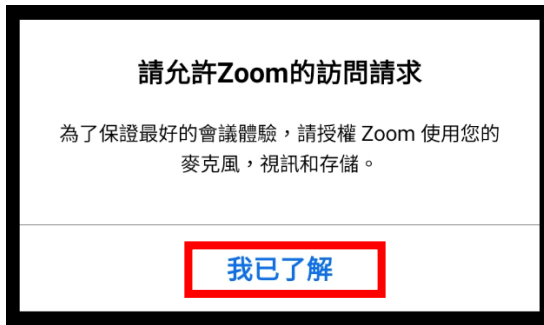 請允許Zoom的訪問請求
為了保證最好的會議體驗，請授權 Zoom 使用您的
麥克風，視訊和存儲。
我已了解